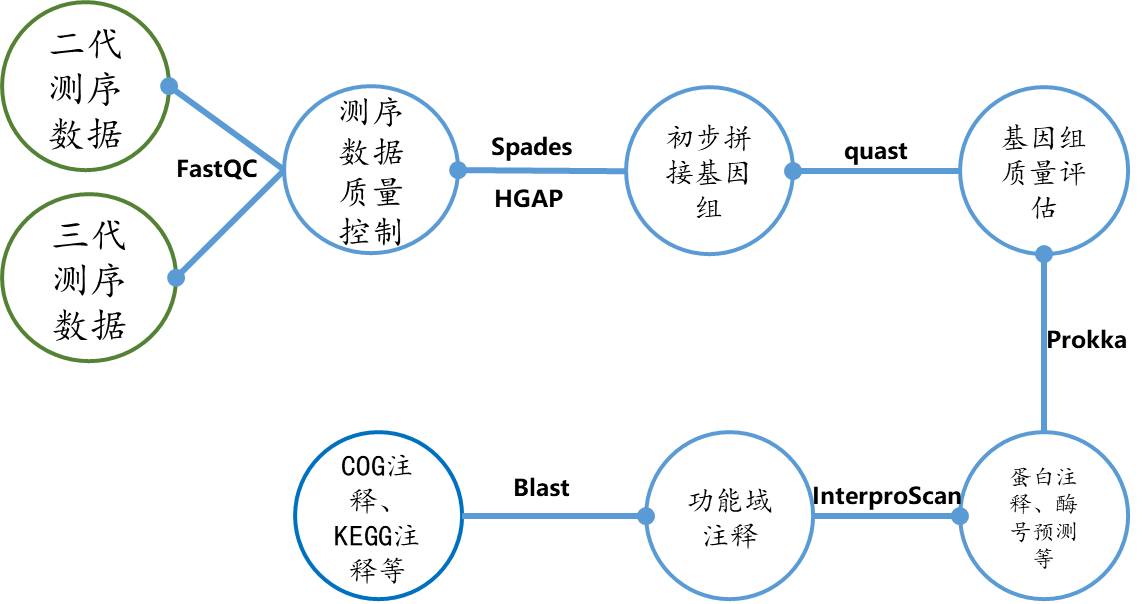 二代
测序
数据
FastQC
三代
测序
数据
测序
数据
质量
控制
Spades
HGAP
初步拼
接基因
组
quast
基因组
质量评
估
Prokka
蛋白注
释、酶
号预测
等
InterproScan
功能域
注释
Blast
COG注
释、
KEGG注
释等